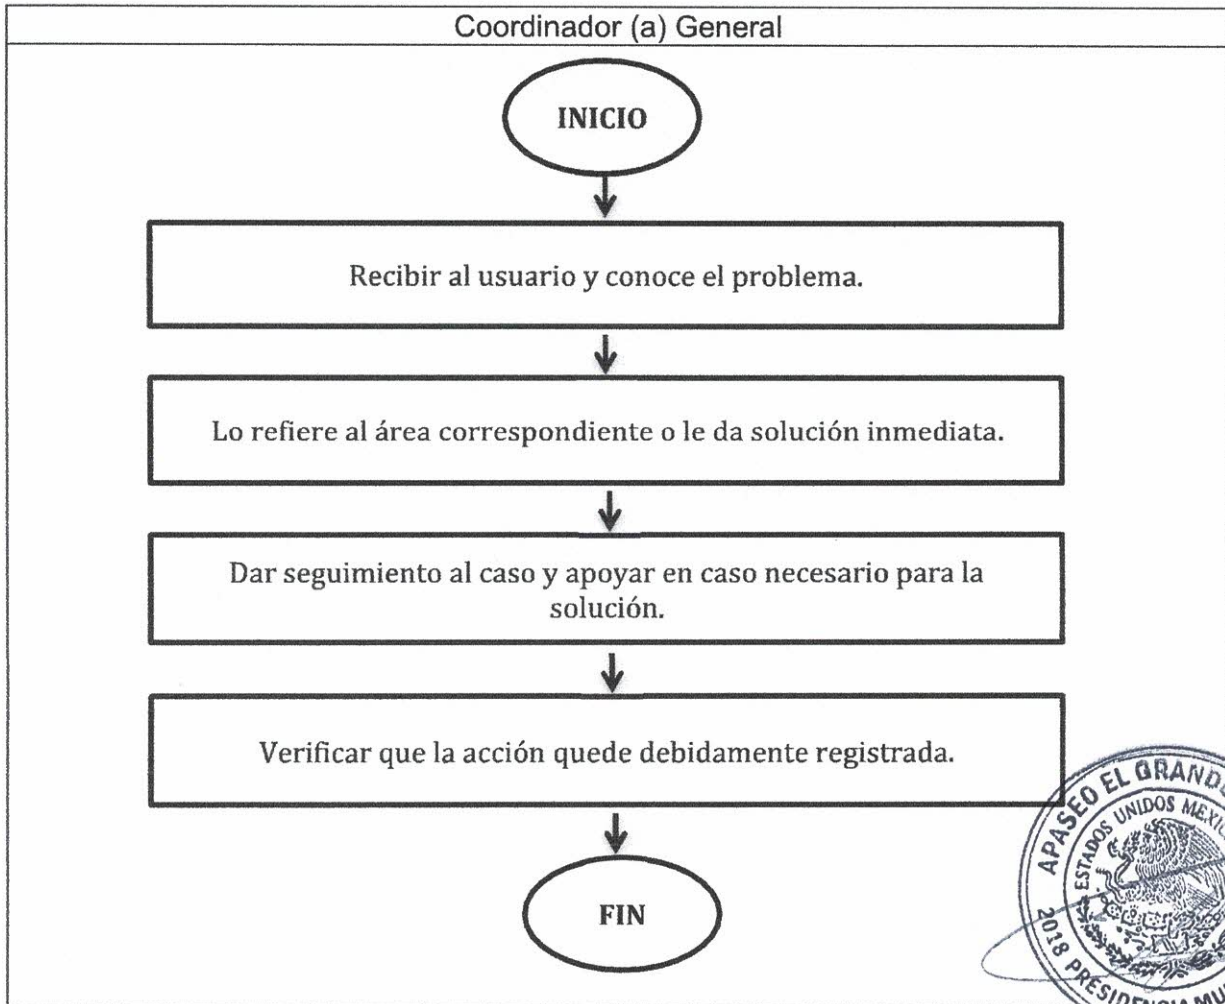 Coordinador (a) General
INICIO
Recibir al usuario y conoce el problema.
Lo refiere al área correspondiente o le da solución inmediata.
Dar seguimiento al caso y apoyar en caso necesario para la
solución.
Verificar que la acción quede debidamente registrada.
FIN
APASEO EL GRANDE
ESTADOS UNIDOS
2018 PRESIDENCIA